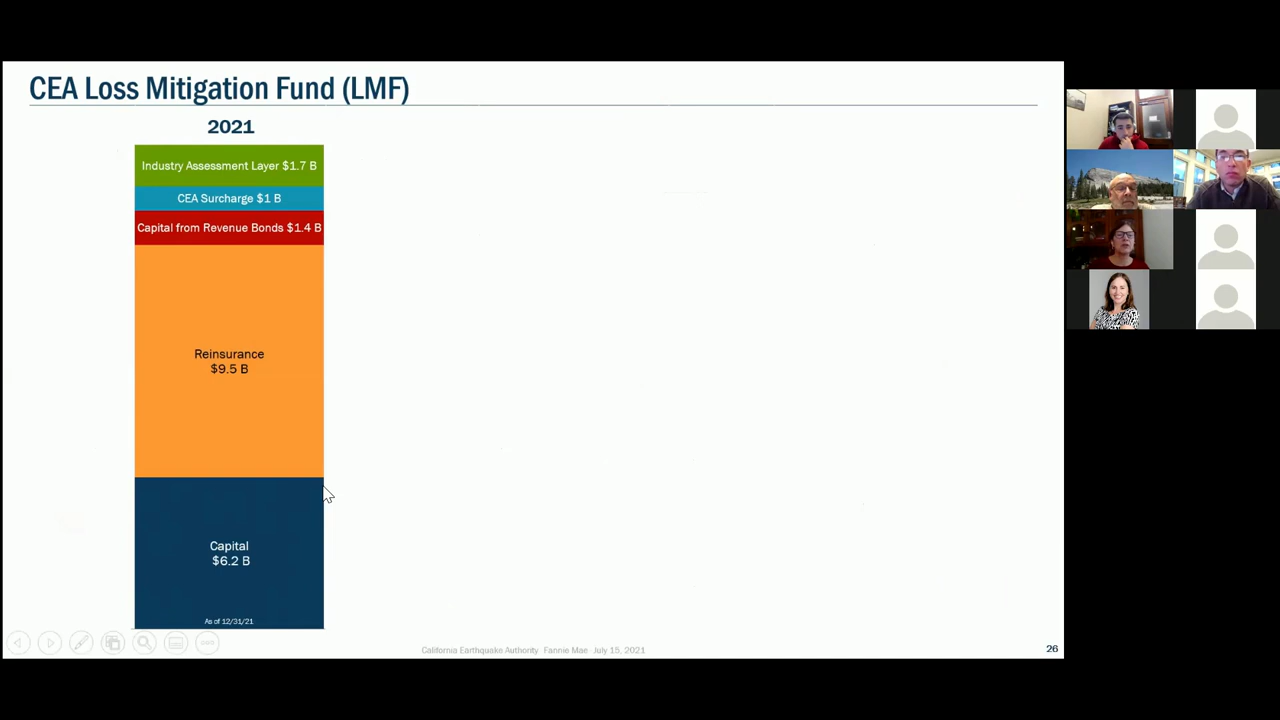 CEA Loss Mitigation Fund (LMF)
2021
Industry Assessment Layer $1.7 B
CEA Surcharge $1 B
Capital from Revenue Bonds $1.4 B
Reinsurance
$9.5 B
Capital
$6.2 B
As of 12/31/21
California Earthquake Authority Fannie Mae July 15, 2021
26